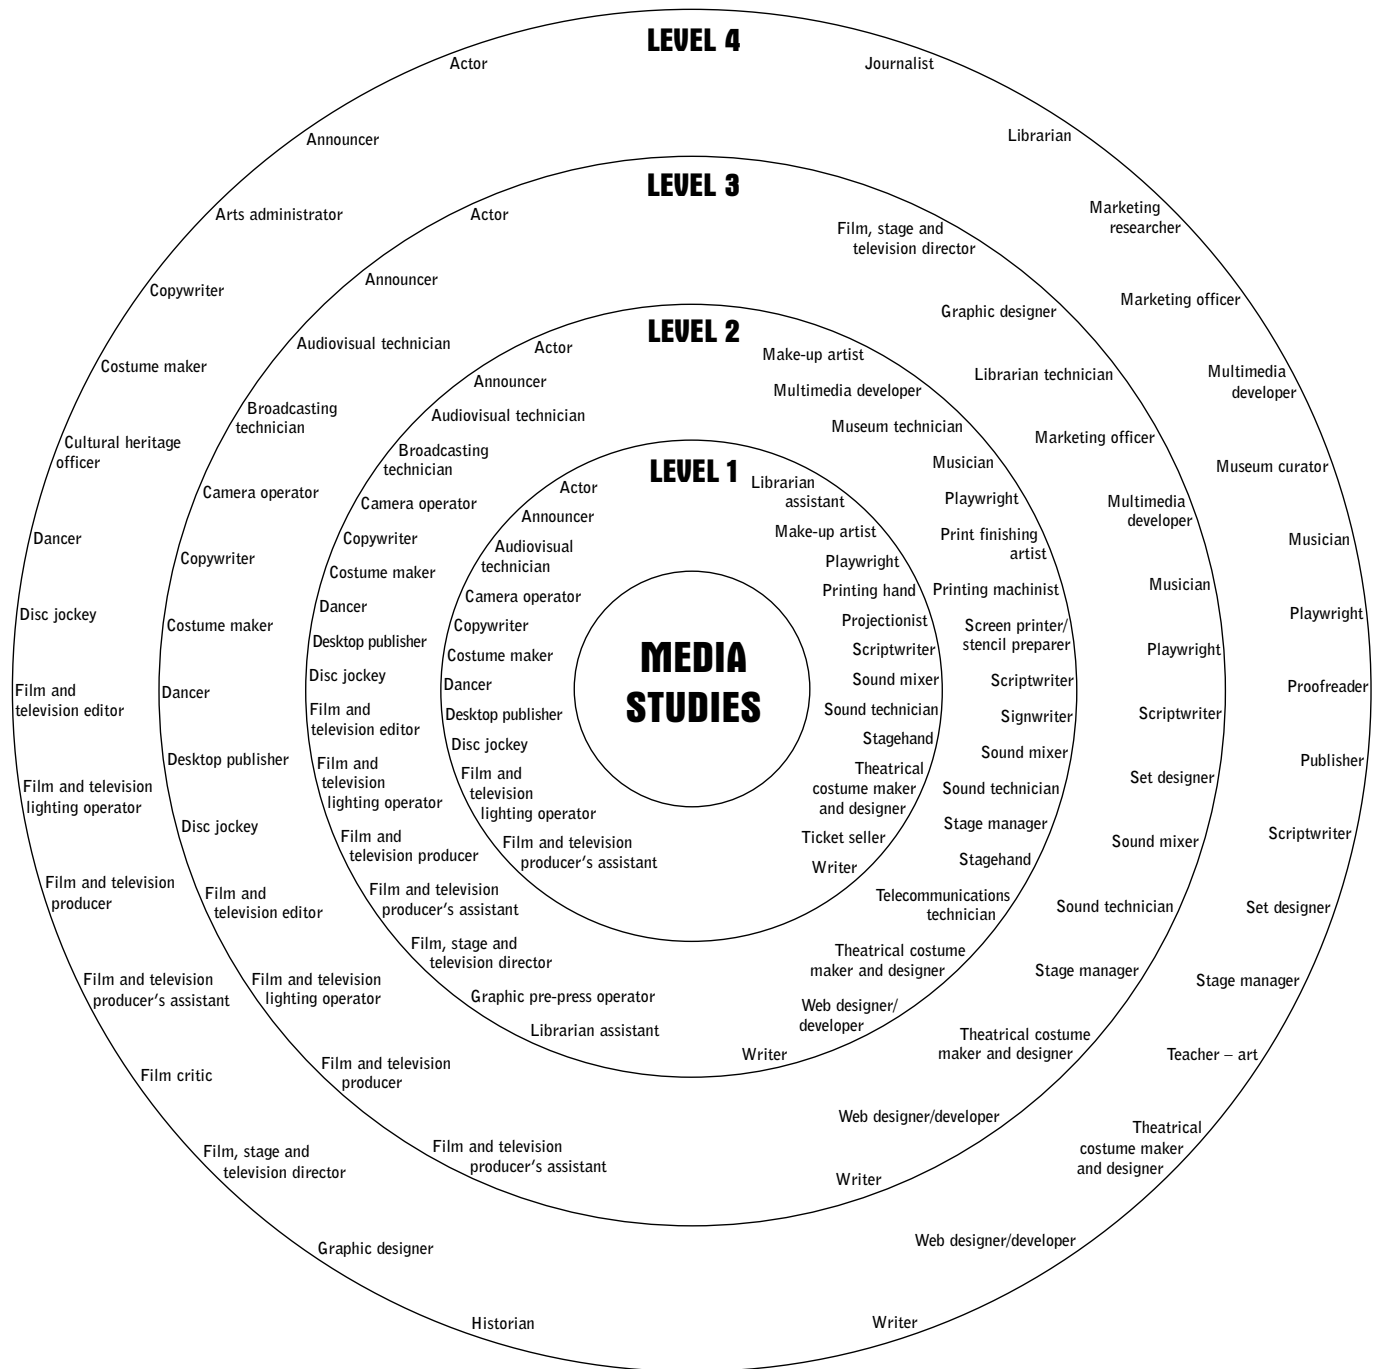 LEVEL 4
Actor
Announcer
Arts administrator
Copywriter
Costume maker
Cultural heritage
officer
Dancer
Disc jockey
Film and
television editor
Film and television
lighting operator
Film and television
producer
Film and television
producer's assistant
Film critic
Film, stage and
television director
Graphic designer
Historian
Journalist
Librarian
Marketing
researcher
Marketing officer
Multimedia
developer
Museum curator
Musician
Playwright
Proofreader
Publisher
Scriptwriter
Set designer
Stage manager
Teacher – art
Theatrical
costume maker
and designer
Web designer/developer
Writer
LEVEL 3
Actor
Announcer
Audiovisual technician
Broadcasting
technician
Camera operator
Copywriter
Costume maker
Dancer
Desktop publisher
Disc jockey
Film and
television editor
Film and television
lighting operator
Film and television
producer
Film and television
producer's assistant
Film, stage and
television director
Graphic designer
Librarian technician
Marketing officer
Multimedia
developer
Musician
Playwright
Scriptwriter
Set designer
Sound mixer
Sound technician
Stage manager
Theatrical costume
maker and designer
Web designer/developer
Writer
LEVEL 2
Actor
Announcer
Audiovisual technician
Broadcasting
technician
Camera operator
Copywriter
Costume maker
Dancer
Desktop publisher
Disc jockey
Film and
television editor
Film and
television
lighting operator
Film and
television producer
Film and television
producer's assistant
Film, stage and
television director
Graphic pre-press operator
Librarian assistant
Make-up artist
Multimedia developer
Museum technician
Musician
Playwright
Print finishing
artist
Printing machinist
Screen printer/
stencil preparer
Scriptwriter
Signwriter
Sound mixer
Sound technician
Stage manager
Stagehand
Telecommunications
technician
Theatrical costume
maker and designer
Web designer/
developer
Writer
LEVEL 1
Actor
Announcer
Audiovisual
technician
Camera operator
Copywriter
Costume maker
Dancer
Desktop publisher
Disc jockey
Film and
television
lighting operator
Film and television
producer's assistant
Librarian
assistant
Make-up artist
Playwright
Printing hand
Projectionist
Scriptwriter
Sound mixer
Sound technician
Stagehand
Theatrical
costume maker
and designer
Ticket seller
Writer
MEDIA
STUDIES